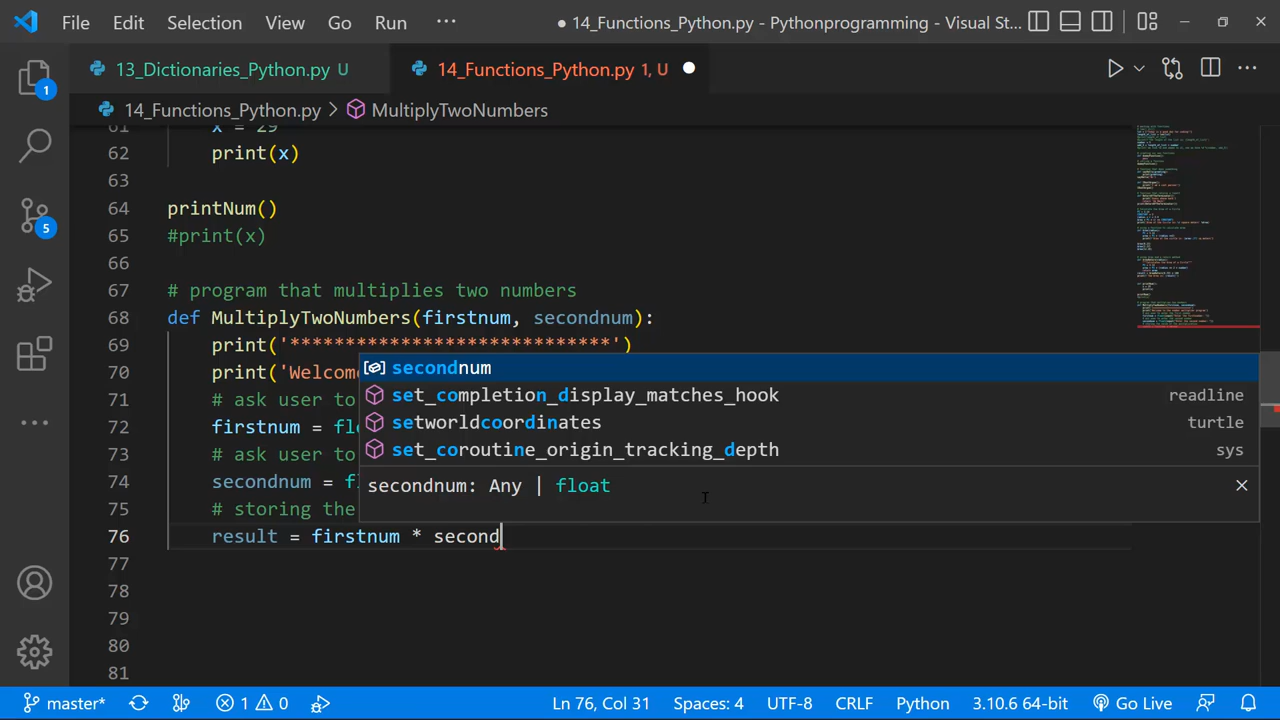 File Edit Selection View Go Run ··· ● 14_Functions_Python.py - Pythonprogramming - Visual St...
13_Dictionaries_Python.py U 14_Functions_Python.py 1, U
14_Functions_Python.py > MultiplyTwoNumbers
61 x = 29
62 print(x)
63
64 printNum()
65 #print(x)
66
67 # program that multiplies two numbers
68 def MultiplyTwoNumbers(firstnum, secondnum):
69 print('*****************************')
70 print('Welcome
71 # ask user to
72 firstnum = flo
73 # ask user to
74 secondnum = f
75 # storing the
76 result = firstnum * second
77
78
79
80
81
secondnum
set_completion_display_matches_hook readline
setworldcoordinates turtle
set_coroutine_origin_tracking_depth sys
secondnum: Any | float
1
5
master* 1 0 Ln 76, Col 31 Spaces: 4 UTF-8 CRLF Python 3.10.6 64-bit Go Live